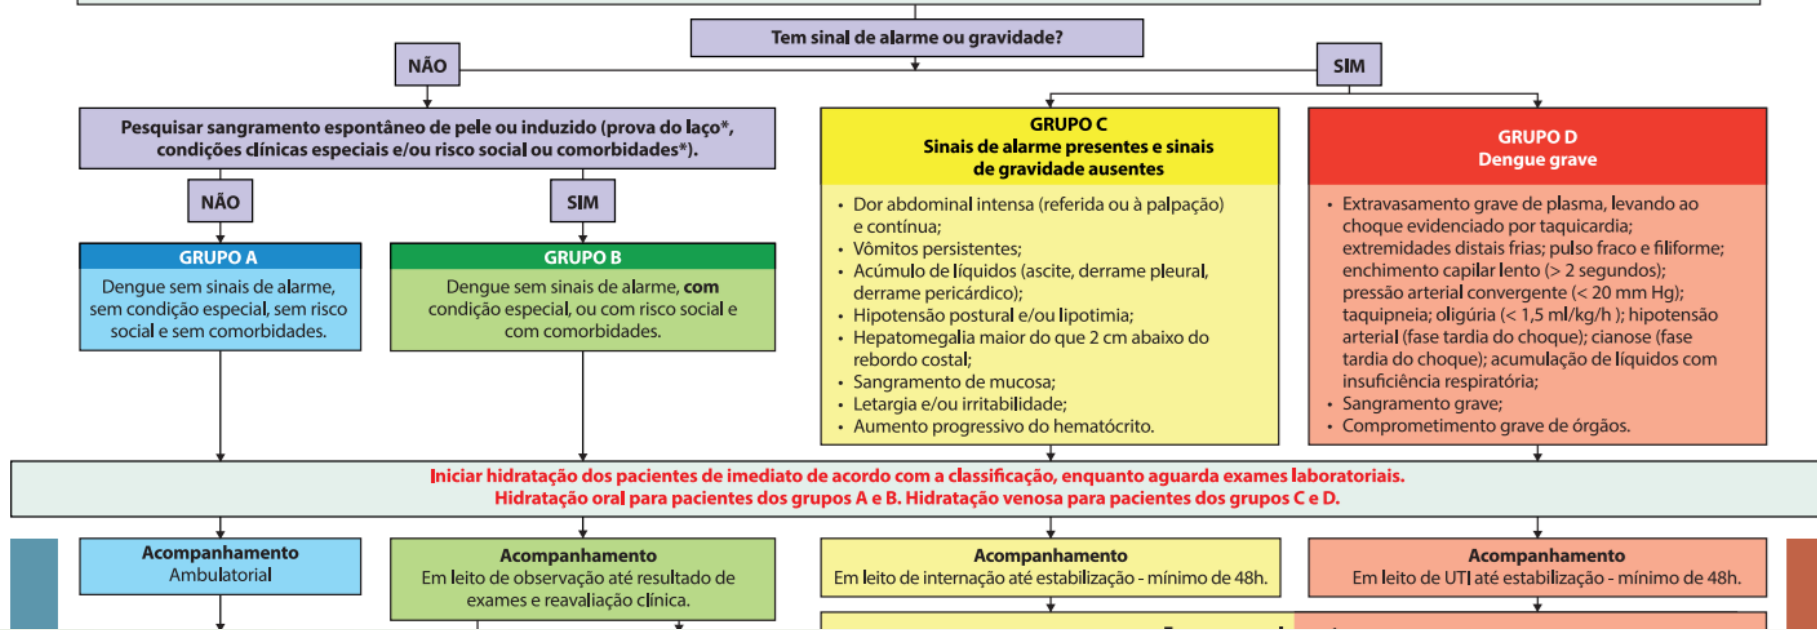 Tem sinal de alarme ou gravidade?
NÃO
SIM
Pesquisar sangramento espontâneo de pele ou induzido (prova do laço*,
condições clínicas especiais e/ou risco social ou comorbidades*).
NÃO
SIM
GRUPO A
Dengue sem sinais de alarme,
sem condição especial, sem risco
social e sem comorbidades.
GRUPO B
Dengue sem sinais de alarme, com
condição especial, ou com risco social e
com comorbidades.
GRUPO C
Sinais de alarme presentes e sinais
de gravidade ausentes
• Dor abdominal intensa (referida ou à palpação)
e contínua;
• Vômitos persistentes;
• Acúmulo de líquidos (ascite, derrame pleural,
derrame pericárdico);
• Hipotensão postural e/ou lipotimia;
• Hepatomegalia maior do que 2 cm abaixo do
rebordo costal;
• Sangramento de mucosa;
• Letargia e/ou irritabilidade;
• Aumento progressivo do hematócrito.
GRUPO D
Dengue grave
• Extravasamento grave de plasma, levando ao
choque evidenciado por taquicardia;
extremidades distais frias; pulso fraco e filiforme;
enchimento capilar lento (> 2 segundos);
pressão arterial convergente (< 20 mm Hg);
taquipneia; oligúria (< 1,5 ml/kg/h ); hipotensão
arterial (fase tardia do choque); cianose (fase
tardia do choque); acumulação de líquidos com
insuficiência respiratória;
• Sangramento grave;
• Comprometimento grave de órgãos.
Iniciar hidratação dos pacientes de imediato de acordo com a classificação, enquanto aguarda exames laboratoriais.
Hidratação oral para pacientes dos grupos A e B. Hidratação venosa para pacientes dos grupos C e D.
Acompanhamento
Ambulatorial
Acompanhamento
Em leito de observação até resultado de
exames e reavaliação clínica.
Acompanhamento
Em leito de internação até estabilização - mínimo de 48h.
Acompanhamento
Em leito de UTI até estabilização - mínimo de 48h.